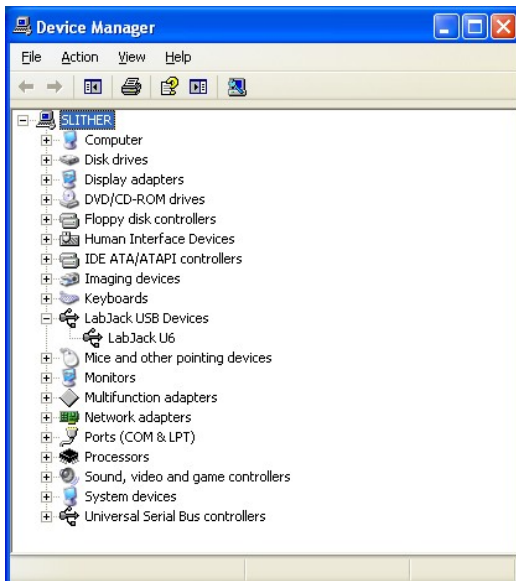 Device Manager
File Action View Help
SLITHER
Computer
Disk drives
Display adapters
DVD/CD-ROM drives
Floppy disk controllers
Human Interface Devices
IDE ATA/ATAPI controllers
Imaging devices
Keyboards
LabJack USB Devices
LabJack U6
Mice and other pointing devices
Monitors
Multifunction adapters
Network adapters
Ports (COM & LPT)
Processors
Sound, video and game controllers
System devices
Universal Serial Bus controllers